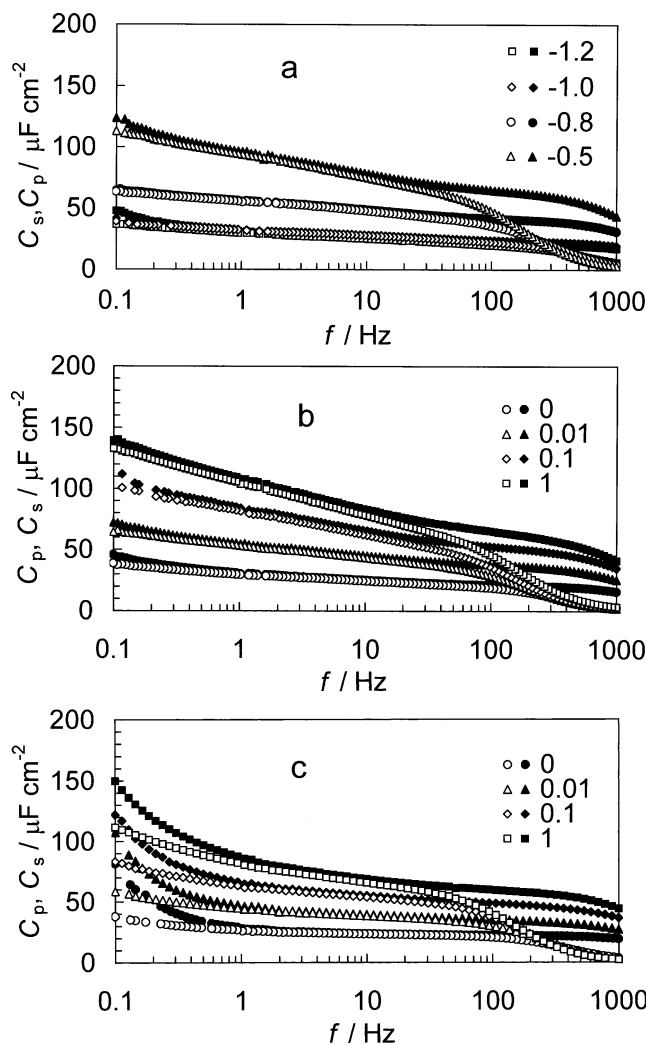 200
150
100
50
0
C_s, C_p / μF cm⁻²
a
□ ■ -1.2
◇ ◆ -1.0
○ ● -0.8
△ ▲ -0.5
0.1 1 10 100 1000
f / Hz
200
150
100
50
0
C_p, C_s / μF cm⁻²
b
○ ● 0
△ ▲ 0.01
◇ ◆ 0.1
□ ■ 1
0.1 1 10 100 1000
f / Hz
200
150
100
50
0
C_p, C_s / μF cm⁻²
c
○ ● 0
△ ▲ 0.01
◇ ◆ 0.1
□ ■ 1
0.1 1 10 100 1000
f / Hz